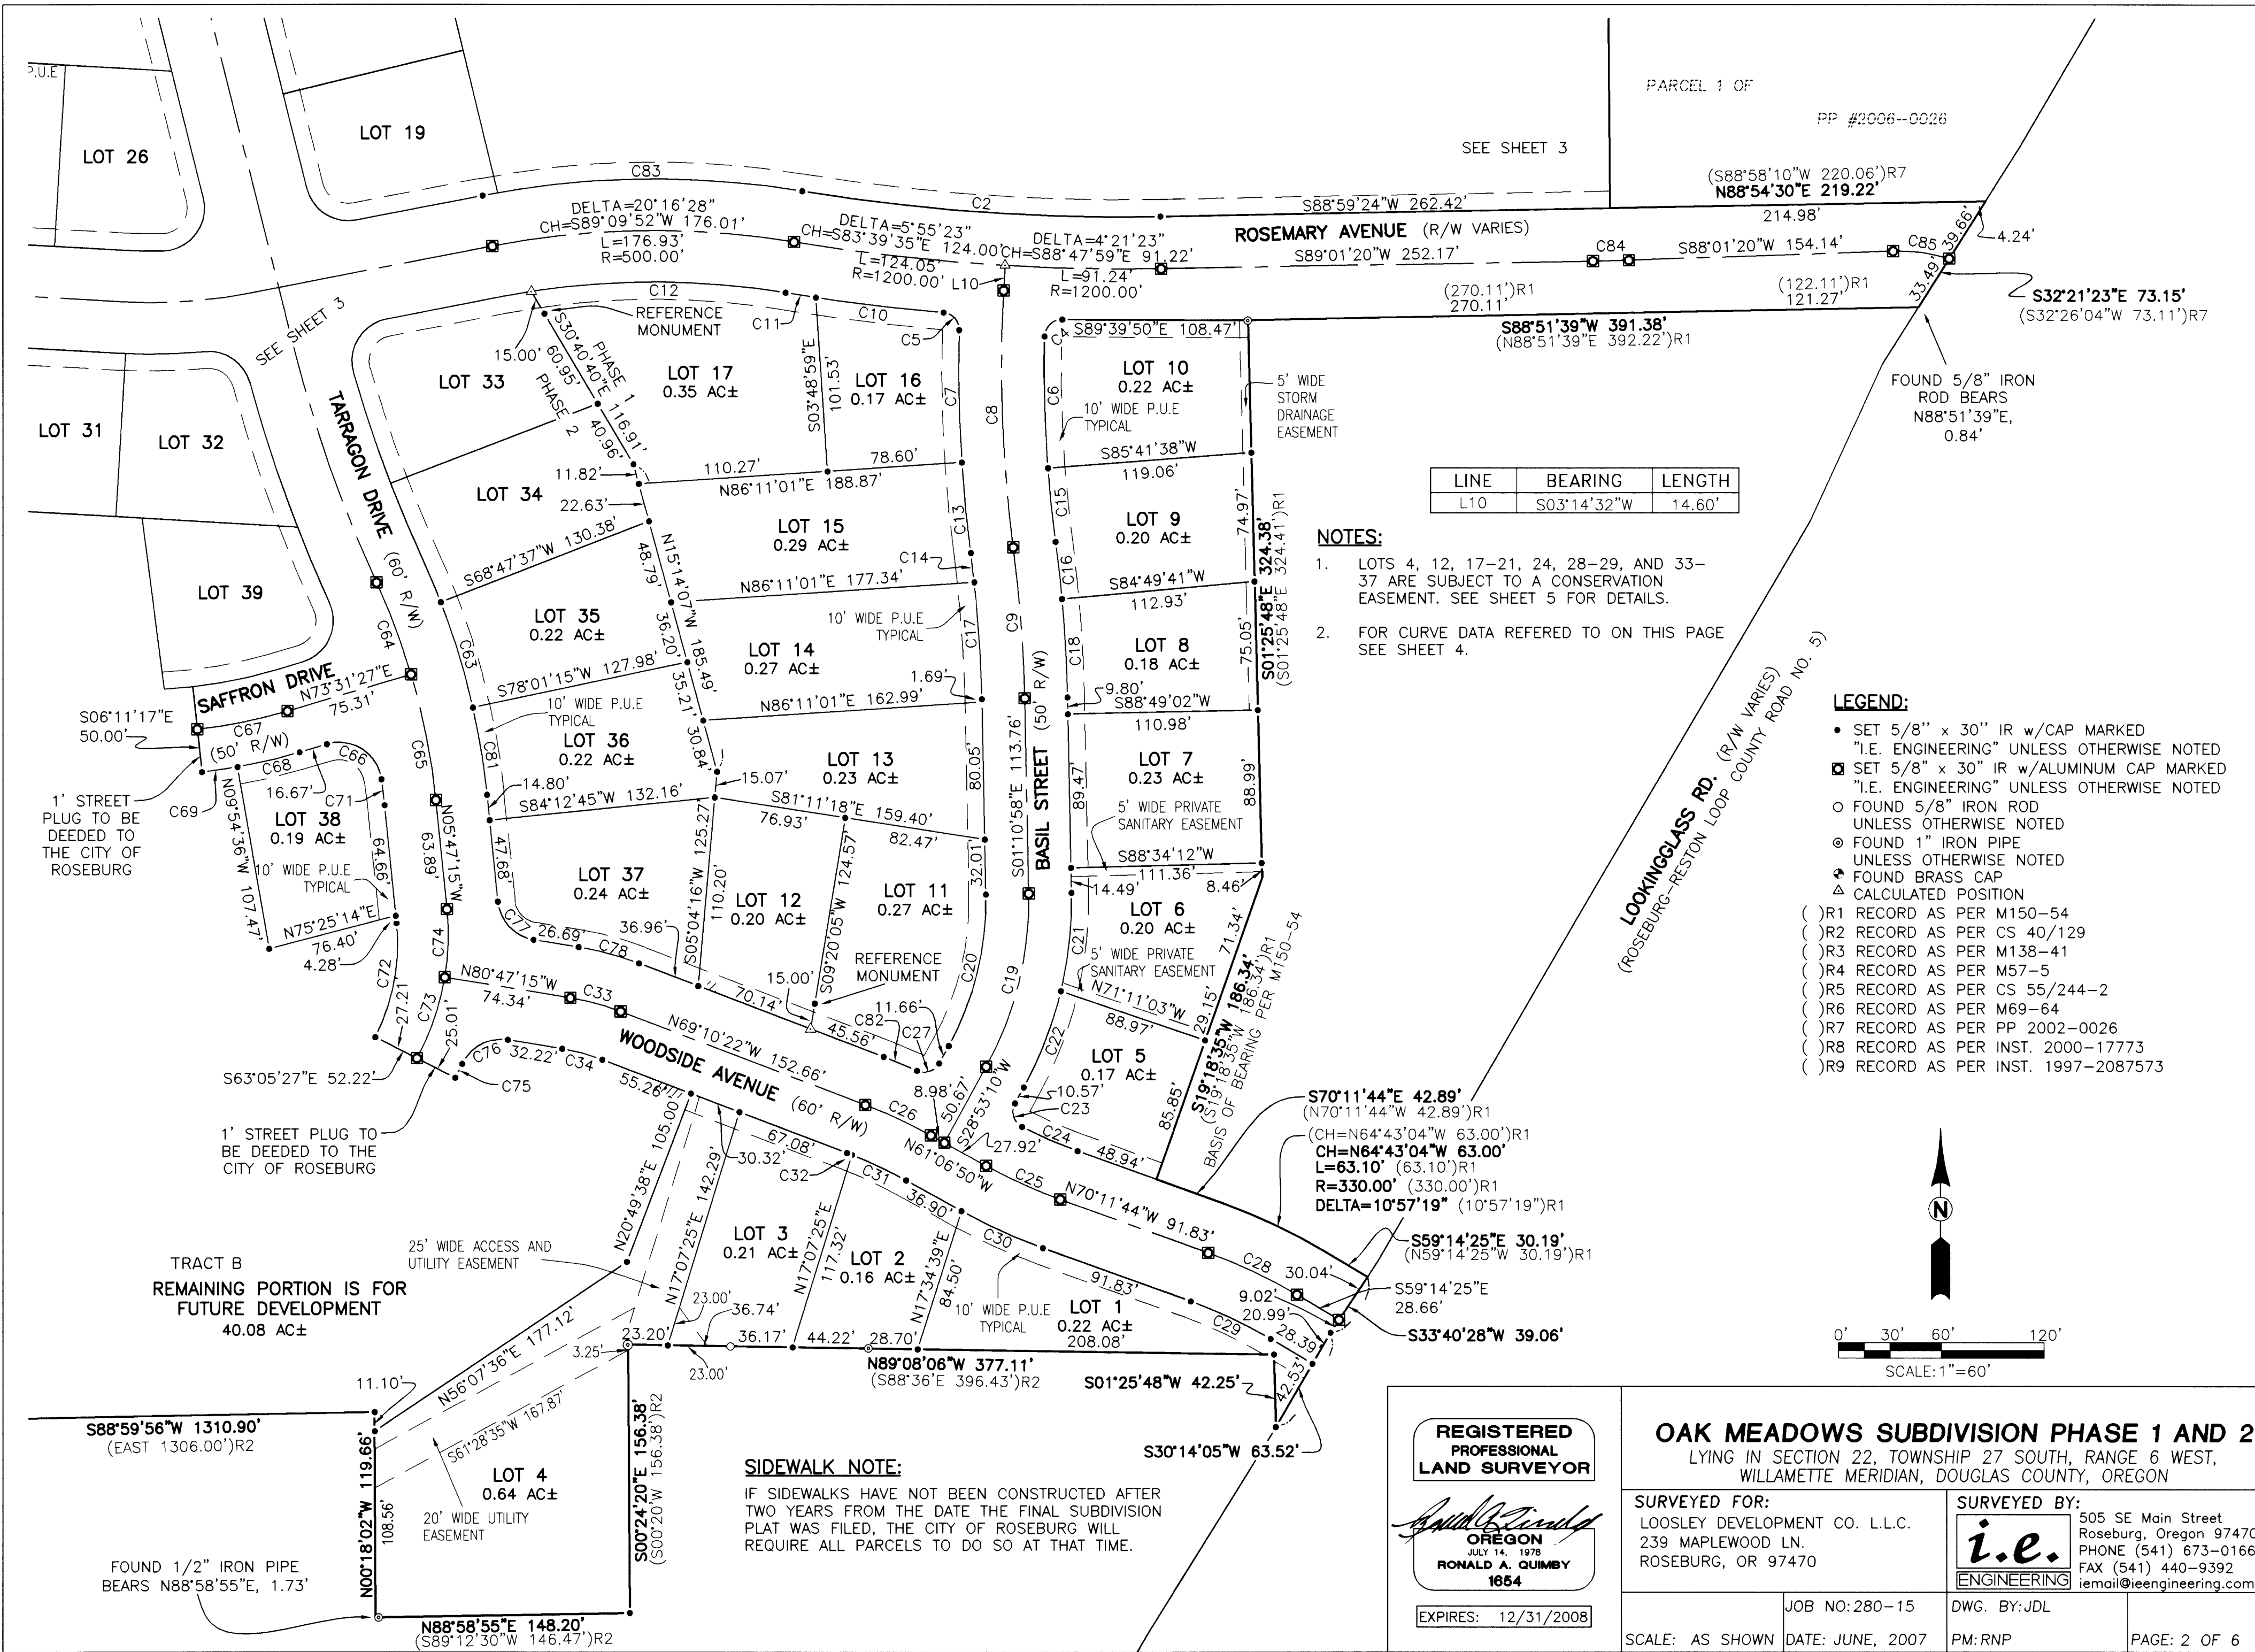 P.U.E
LOT 26
LOT 19
C83
DELTA=20°16'28"
CH=S89°09'52"W 176.01
L=176.93'
R=500.00'
C2
DELTA=5°55'23"
CH=S83°39'35"E 124.00'
L=124.05'
R=1200.00'
L10
DELTA=4°21'23"
CH=S88°47'59"E 91.22'
L=91.24'
R=1200.00'
SEE SHEET 3
PARCEL 1 OF
PP #2006--0026
(S88°58'10"W 220.06')R7
N88°54'30"E 219.22'
214.98'
S88°59'24"W 262.42'
ROSEMARY AVENUE (R/W VARIES)
S89°01'20"W 252.17'
C84
S88°01'20"W 154.14'
C85
39.66'
4.24'
33.49'
S32°21'23"E 73.15'
(S32°26'04"W 73.11')R7
(270.11')R1
270.11'
(122.11')R1
121.27'
S88°51'39"W 391.38'
(N88°51'39"E 392.22')R1
FOUND 5/8" IRON
ROD BEARS
N88°51'39"E,
0.84'
SEE SHEET 3
C12
REFERENCE
MONUMENT
C11
C10
C5
15.00'
S30°40'40"E
116.91'
60.95'
40.96'
PHASE 1
PHASE 2
LOT 33
LOT 17
0.35 AC±
S03°48'59"E
101.53'
LOT 16
0.17 AC±
C7
C8
C4
C6
S89°39'50"E 108.47'
LOT 10
0.22 AC±
10' WIDE P.U.E
TYPICAL
5' WIDE
STORM
DRAINAGE
EASEMENT
LOT 31
LOT 32
TARRAGON DRIVE (60' R/W)
11.82'
110.27'
78.60'
N86°11'01"E 188.87'
S85°41'38"W
119.06'
LOT 34
22.63'
LOT 15
0.29 AC±
C13
C14
C15
LOT 9
0.20 AC±
74.97'
C16
S68°47'37"W 130.38'
48.79'
N15°14'07"W 185.49'
N86°11'01"E 177.34'
S84°49'41"W
112.93'
S01°25'48"E 324.38'
(S01°25'48"E 324.41')R1
LINE BEARING LENGTH
L10 S03°14'32"W 14.60'
NOTES:
1. LOTS 4, 12, 17-21, 24, 28-29, AND 33-
37 ARE SUBJECT TO A CONSERVATION
EASEMENT. SEE SHEET 5 FOR DETAILS.
2. FOR CURVE DATA REFERED TO ON THIS PAGE
SEE SHEET 4.
LOT 39
C64
C63
LOT 35
0.22 AC±
36.20'
10' WIDE P.U.E
TYPICAL
C17
C9
C18
LOT 8
0.18 AC±
75.05'
LOT 14
0.27 AC±
S78°01'15"W 127.98'
35.21'
1.69'
9.80'
S88°49'02"W
110.98'
SAFFRON DRIVE
N73°31'27"E
75.31'
S06°11'17"E
50.00'
C67
(50' R/W)
C68
C66
16.67'
C69
C71
C65
10' WIDE P.U.E
TYPICAL
LOT 36
0.22 AC±
C81
30.84'
N86°11'01"E 162.99'
LOT 13
0.23 AC±
80.05'
BASIL STREET (50' R/W)
S01°10'58"E 113.76'
89.47'
LOT 7
0.23 AC±
88.99'
1' STREET
PLUG TO BE
DEEDED TO
THE CITY OF
ROSEBURG
N09°54'36"W 107.47'
LOT 38
0.19 AC±
64.66'
10' WIDE P.U.E
TYPICAL
N05°47'15"W
63.89'
14.80'
S84°12'45"W 132.16'
15.07'
S81°11'18"E 159.40'
76.93'
82.47'
5' WIDE PRIVATE
SANITARY EASEMENT
S88°34'12"W
111.36'
8.46'
N75°25'14"E
76.40'
4.28'
47.68'
LOT 37
0.24 AC±
S05°04'16"W 125.27'
110.20'
LOT 12
0.20 AC±
124.57'
S09°20'05"W
LOT 11
0.27 AC±
32.01'
14.49'
LOT 6
0.20 AC±
71.34'
C21
5' WIDE PRIVATE
SANITARY EASEMENT
C72
C74
C73
27.21'
25.01'
C77
26.69'
C78
36.96'
15.00'
REFERENCE
MONUMENT
C20
C19
N71°11'03"W
88.97'
29.15'
S19°18'35"W 186.34'
(S19°18'35"W 186.34')R1
BASIS OF BEARING PER M150-54
N80°47'15"W
74.34'
C33
70.14'
11.66'
45.56'
C82
C27
C22
LOT 5
0.17 AC±
85.85'
C76
32.22'
C34
C75
S63°05'27"E 52.22'
WOODSIDE AVENUE (60' R/W)
N69°10'22"W 152.66'
8.98'
50.67'
S28°53'10"W
10.57'
C23
C24
48.94'
C26
27.92'
N61°06'50"W
C25
1' STREET PLUG TO
BE DEEDED TO THE
CITY OF ROSEBURG
55.26'
30.32'
67.08'
C32
C31
36.90'
C30
N70°11'44"W 91.83'
C28
91.83'
S70°11'44"E 42.89'
(N70°11'44"W 42.89')R1
(CH=N64°43'04"W 63.00')R1
CH=N64°43'04"W 63.00'
L=63.10' (63.10')R1
R=330.00' (330.00')R1
DELTA=10°57'19" (10°57'19")R1
S59°14'25"E 30.19'
(N59°14'25"W 30.19')R1
30.04'
S59°14'25"E
28.66'
9.02'
20.99'
C29
28.39'
S33°40'28"W 39.06'
N20°49'38"E 105.00'
N17°07'25"E 142.29'
LOT 3
0.21 AC±
N17°07'25"E
117.32'
LOT 2
0.16 AC±
N17°34'39"E
84.50'
10' WIDE P.U.E
TYPICAL
LOT 1
0.22 AC±
208.08'
25' WIDE ACCESS AND
UTILITY EASEMENT
TRACT B
REMAINING PORTION IS FOR
FUTURE DEVELOPMENT
40.08 AC±
N56°07'36"E 177.12'
23.00'
36.74'
23.20'
36.17'
44.22'
28.70'
3.25'
23.00'
N89°08'06"W 377.11'
(S88°36'E 396.43')R2
S01°25'48"W 42.25'
42.53'
S30°14'05"W 63.52'
11.10'
S88°59'56"W 1310.90'
(EAST 1306.00')R2
S61°28'35"W 167.87'
N00°18'02"W 119.66'
108.56'
LOT 4
0.64 AC±
20' WIDE UTILITY
EASEMENT
S00°24'20"E 156.38'
(S00°20'W 156.38')R2
FOUND 1/2" IRON PIPE
BEARS N88°58'55"E, 1.73'
N88°58'55"E 148.20'
(S89°12'30"W 146.47')R2
SIDEWALK NOTE:
IF SIDEWALKS HAVE NOT BEEN CONSTRUCTED AFTER
TWO YEARS FROM THE DATE THE FINAL SUBDIVISION
PLAT WAS FILED, THE CITY OF ROSEBURG WILL
REQUIRE ALL PARCELS TO DO SO AT THAT TIME.
LOOKINGGLASS RD. (R/W VARIES)
(ROSEBURG-RESTON LOOP COUNTY ROAD NO. 5)
LEGEND:
● SET 5/8'' x 30'' IR w/CAP MARKED
"I.E. ENGINEERING" UNLESS OTHERWISE NOTED
SET 5/8" x 30" IR w/ALUMINUM CAP MARKED
"I.E. ENGINEERING" UNLESS OTHERWISE NOTED
○ FOUND 5/8" IRON ROD
UNLESS OTHERWISE NOTED
◎ FOUND 1" IRON PIPE
UNLESS OTHERWISE NOTED
FOUND BRASS CAP
△ CALCULATED POSITION
( )R1 RECORD AS PER M150-54
( )R2 RECORD AS PER CS 40/129
( )R3 RECORD AS PER M138-41
( )R4 RECORD AS PER M57-5
( )R5 RECORD AS PER CS 55/244-2
( )R6 RECORD AS PER M69-64
( )R7 RECORD AS PER PP 2002-0026
( )R8 RECORD AS PER INST. 2000-17773
( )R9 RECORD AS PER INST. 1997-2087573
N
0' 30' 60' 120'
SCALE: 1"=60'
REGISTERED
PROFESSIONAL
LAND SURVEYOR
OREGON
JULY 14, 1978
RONALD A. QUIMBY
1654
EXPIRES: 12/31/2008
OAK MEADOWS SUBDIVISION PHASE 1 AND 2
LYING IN SECTION 22, TOWNSHIP 27 SOUTH, RANGE 6 WEST,
WILLAMETTE MERIDIAN, DOUGLAS COUNTY, OREGON
SURVEYED FOR:
LOOSLEY DEVELOPMENT CO. L.L.C.
239 MAPLEWOOD LN.
ROSEBURG, OR 97470
SURVEYED BY:
i.e.
ENGINEERING
505 SE Main Street
Roseburg, Oregon 97470
PHONE (541) 673-0166
FAX (541) 440-9392
iemail@ieengineering.com
JOB NO: 280-15
DWG. BY: JDL
SCALE: AS SHOWN
DATE: JUNE, 2007
PM: RNP
PAGE: 2 OF 6